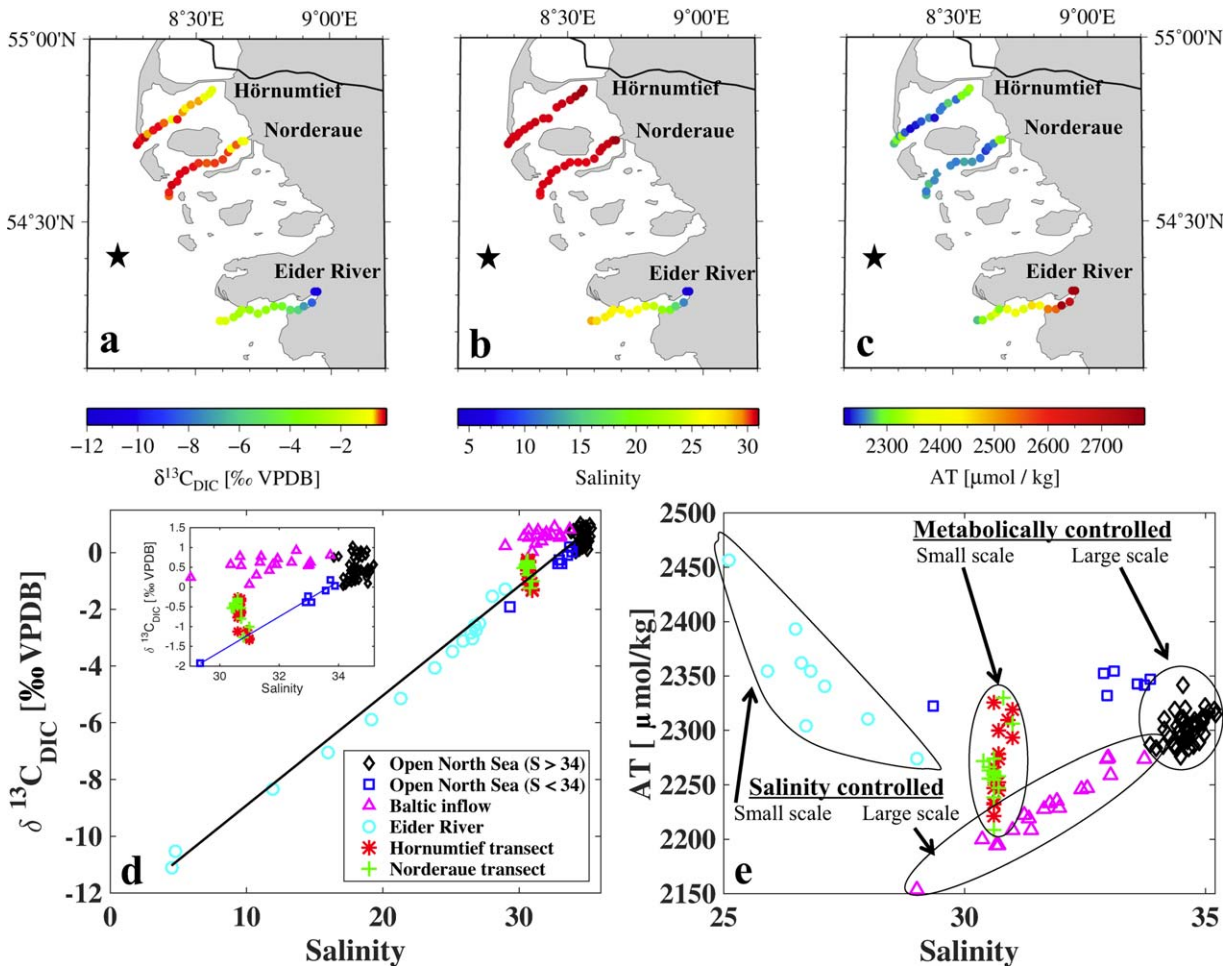 8˚30'E 9˚00'E 8˚30'E 9˚00'E 8˚30'E 9˚00'E
55˚00'N 55˚00'N
Hörnumtief Hörnumtief Hörnumtief
Norderaue Norderaue Norderaue
54˚30'N 54˚30'N
Eider River Eider River Eider River
a b c
−12 −10 −8 −6 −4 −2 5 10 15 20 25 30 2300 2400 2500 2600 2700
δ¹³C_DIC [‰ VPDB] Salinity AT [µmol / kg]
δ ¹³C_DIC [‰ VPDB]
0
-2
-4
-6
-8
-10
-12
0 10 20 30
Salinity
d
δ ¹³C_DIC [‰ VPDB]
1.5
1
0.5
0
-0.5
-1
-1.5
-2
30 32 34
Salinity
Open North Sea (S > 34)
Open North Sea (S < 34)
Baltic inflow
Eider River
Hornumtief transect
Norderaue transect
AT [ µmol/kg]
2500
2450
2400
2350
2300
2250
2200
2150
25 30 35
Salinity
e
Metabolically controlled
Small scale Large scale
Salinity controlled
Small scale Large scale